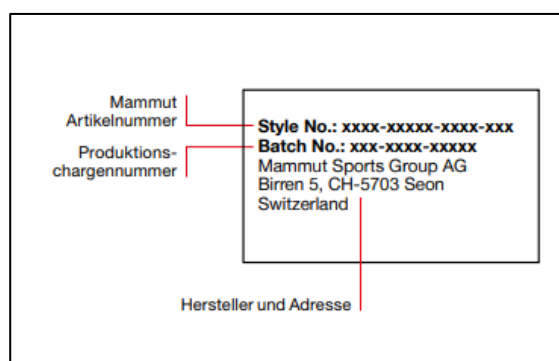 Mammut
Artikelnummer
Produktions-
chargennummer
Style No.: xxxx-xxxxx-xxxx-xxx
Batch No.: xxx-xxxx-xxxxx
Mammut Sports Group AG
Birren 5, CH-5703 Seon
Switzerland
Hersteller und Adresse